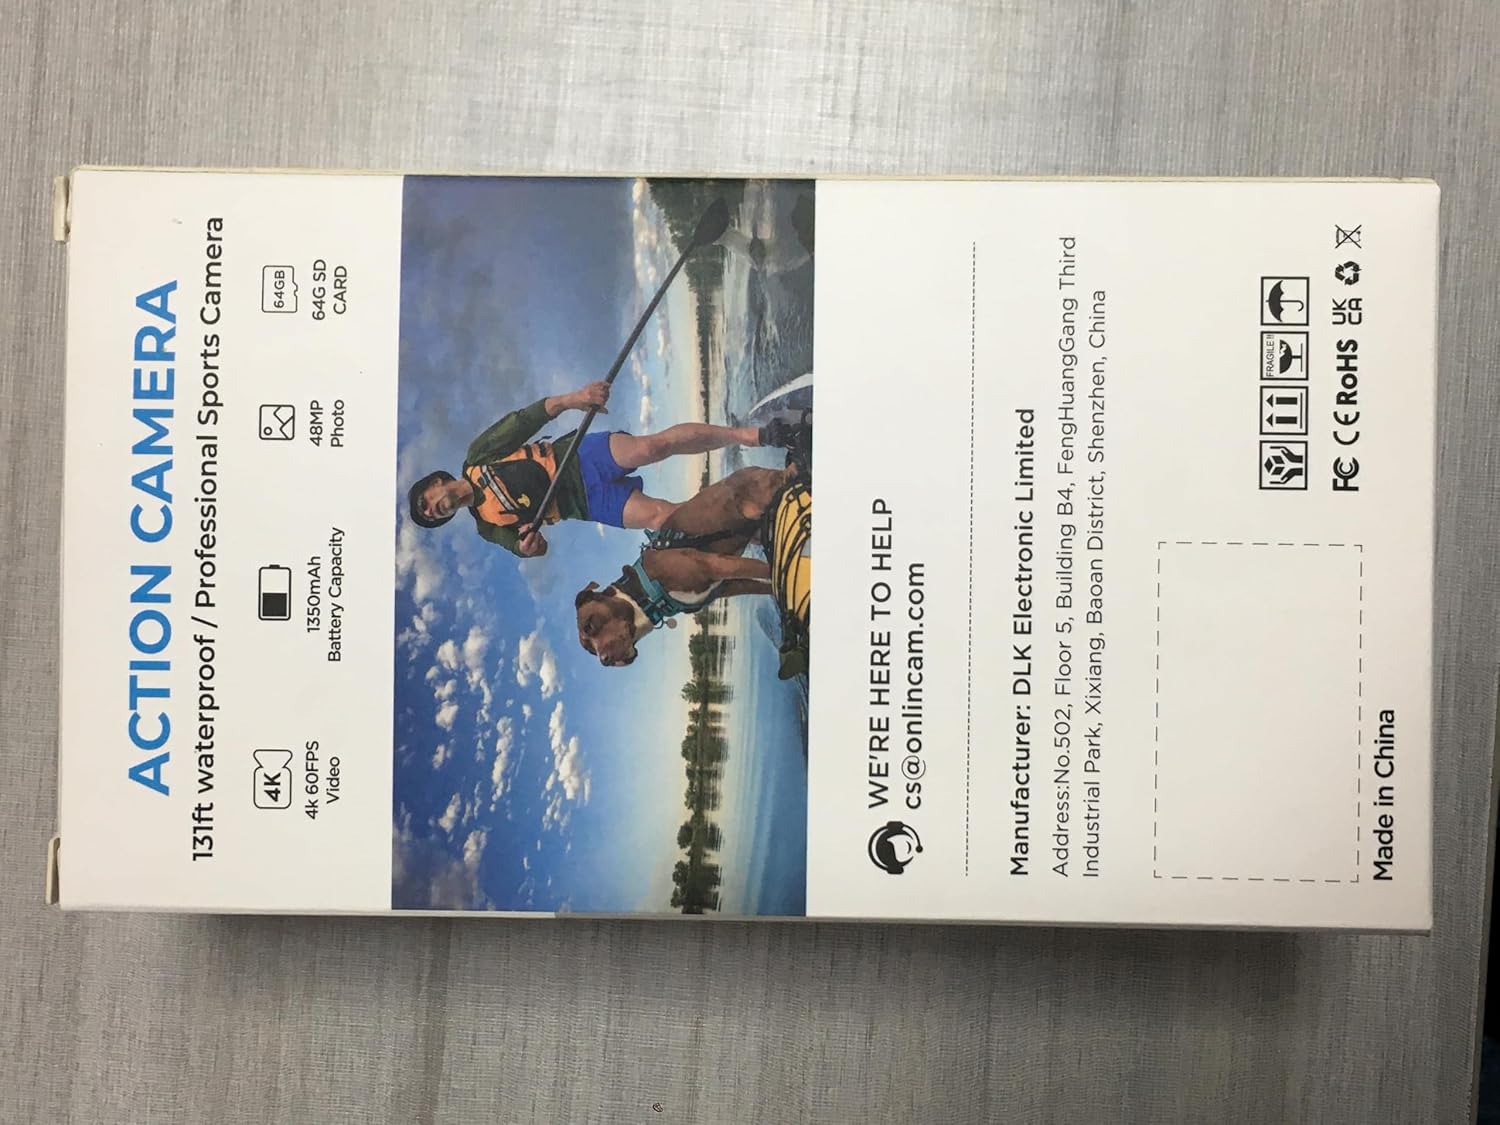 ACTION CAMERA
131ft waterproof / Professional Sports Camera
4K
64GB
4k 60FPS
Video
1350mAh
Battery Capacity
48MP
Photo
64G SD
CARD
WE'RE HERE TO HELP
cs@onlincam.com
Manufacturer: DLK Electronic Limited
Address:No.502, Floor 5, Building B4, FengHuangGang Third
Industrial Park, Xixiang, Baoan District, Shenzhen, China
FRAGILE!!
FC CE RoHS UK
CA
Made in China